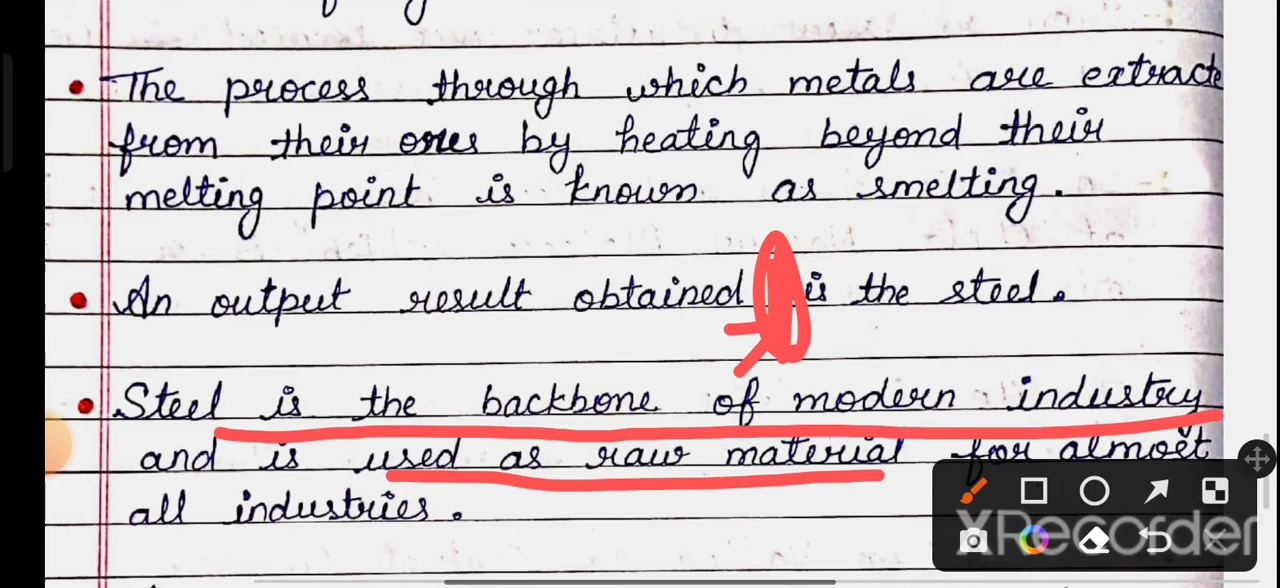 • The process through which metals are extracte
from their ores by heating beyond their
melting point is known as smelting.
• An output result obtained is the steel.
• Steel is the backbone of modern industry
and is used as raw material for almost
all industries.
XRecorder